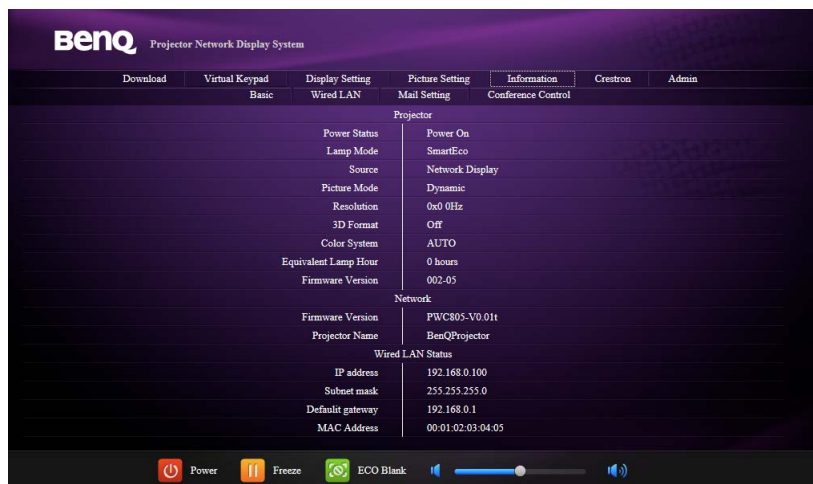 BenQ Projector Network Display System
Download Virtual Keypad Display Setting Picture Setting Information Crestron Admin
Basic Wired LAN Mail Setting Conference Control
Projector
Power Status Power On
Lamp Mode SmartEco
Source Network Display
Picture Mode Dynamic
Resolution 0x0 0Hz
3D Format Off
Color System AUTO
Equivalent Lamp Hour 0 hours
Firmware Version 002-05
Network
Firmware Version PWC805-V0.01t
Projector Name BenQProjector
Wired LAN Status
IP address 192.168.0.100
Subnet mask 255.255.255.0
Defaulit gateway 192.168.0.1
MAC Address 00:01:02:03:04:05
Power Freeze ECO Blank